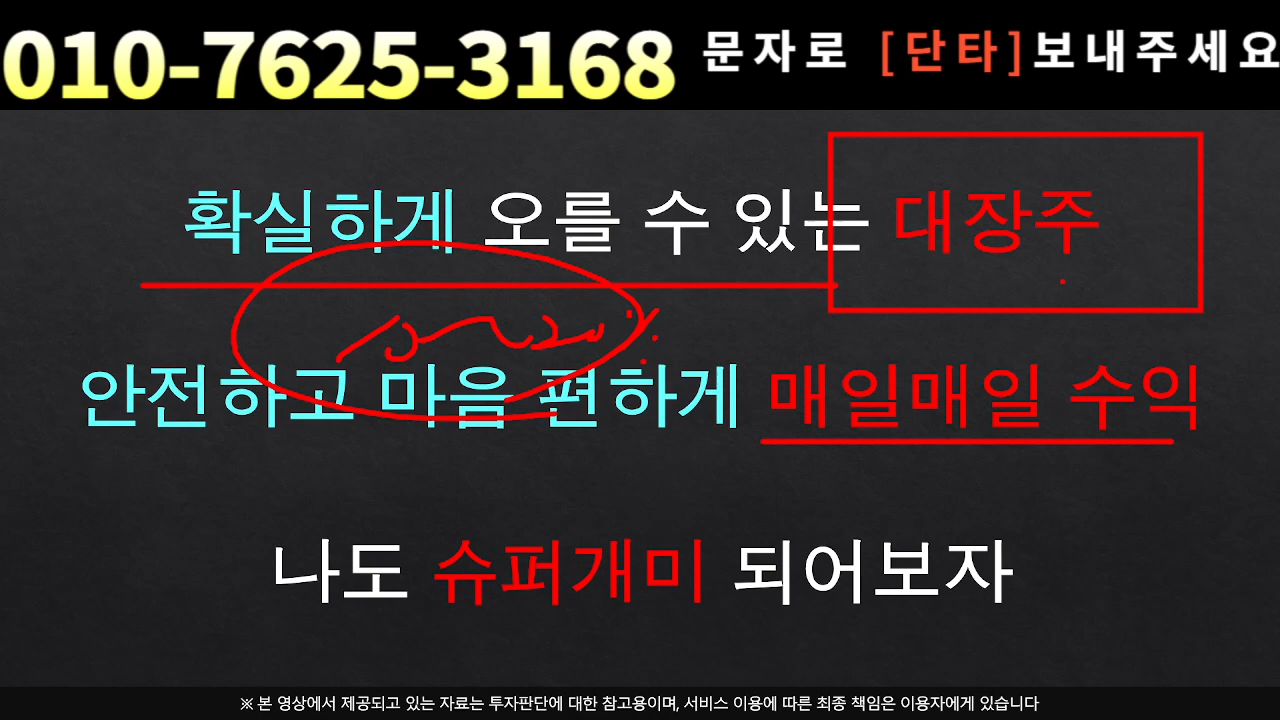 010-7625-3168 문자로 [단타]보내주세요
확실하게 오를 수 있는 대장주
10~20%
안전하고 마음 편하게 매일매일 수익
나도 슈퍼개미 되어보자
※ 본 영상에서 제공되고 있는 자료는 투자판단에 대한 참고용이며, 서비스 이용에 따른 최종 책임은 이용자에게 있습니다